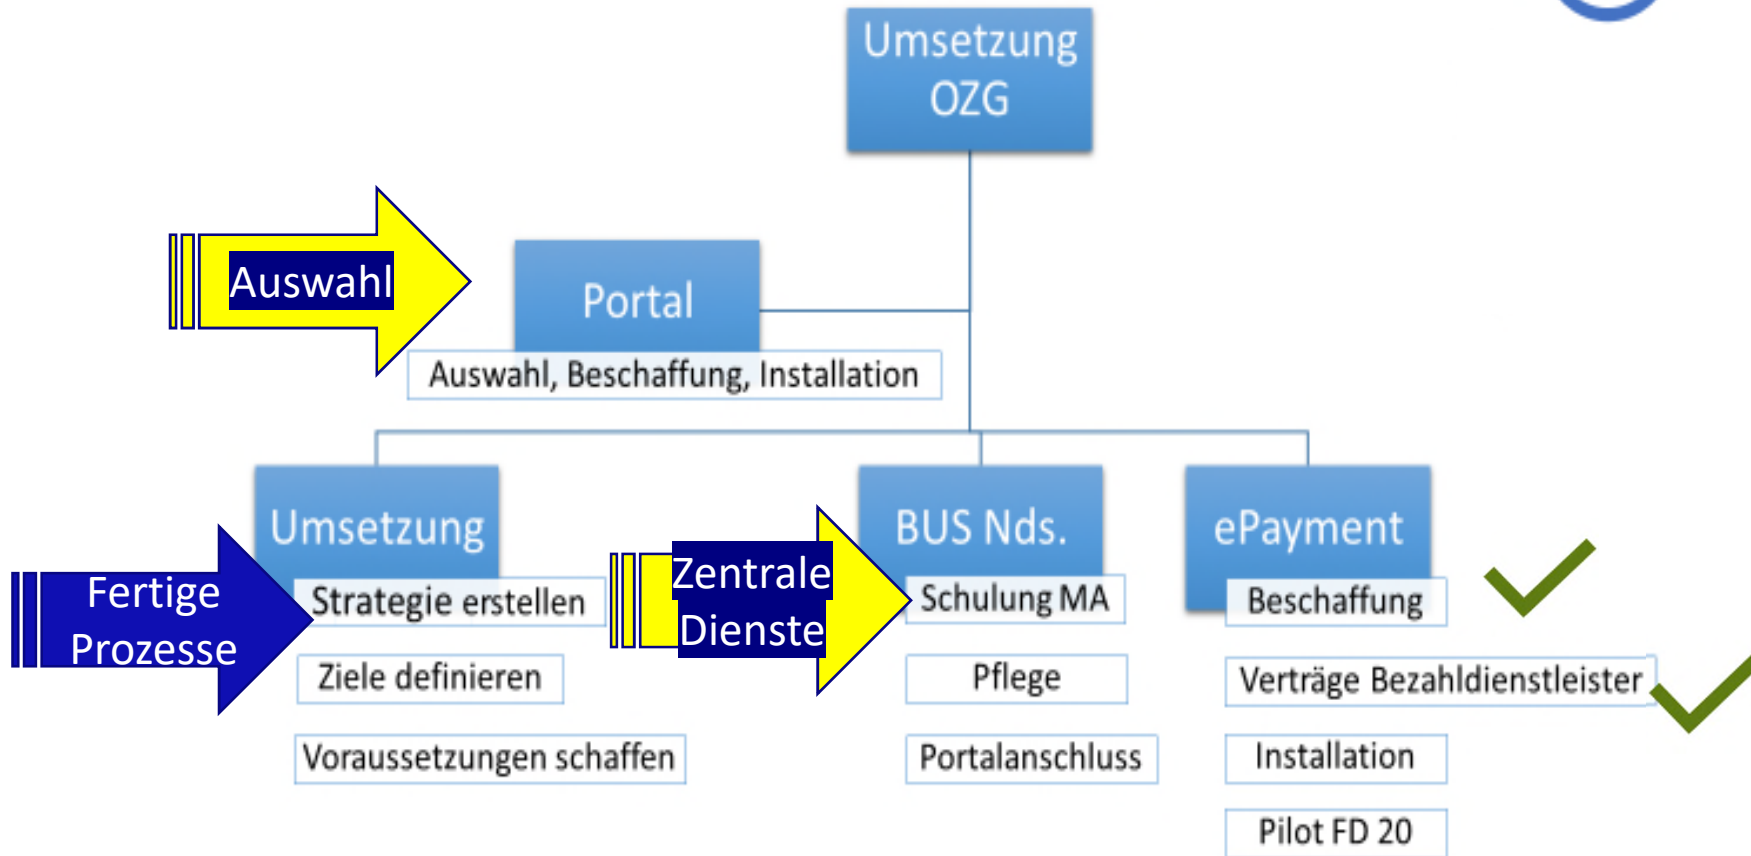 Umsetzung
OZG
Auswahl
Portal
Auswahl, Beschaffung, Installation
Umsetzung
BUS Nds.
ePayment
Fertige
Prozesse
Strategie erstellen
Ziele definieren
Voraussetzungen schaffen
Zentrale
Dienste
Schulung MA
Pflege
Portalanschluss
Beschaffung
Verträge Bezahldienstleister
Installation
Pilot FD 20